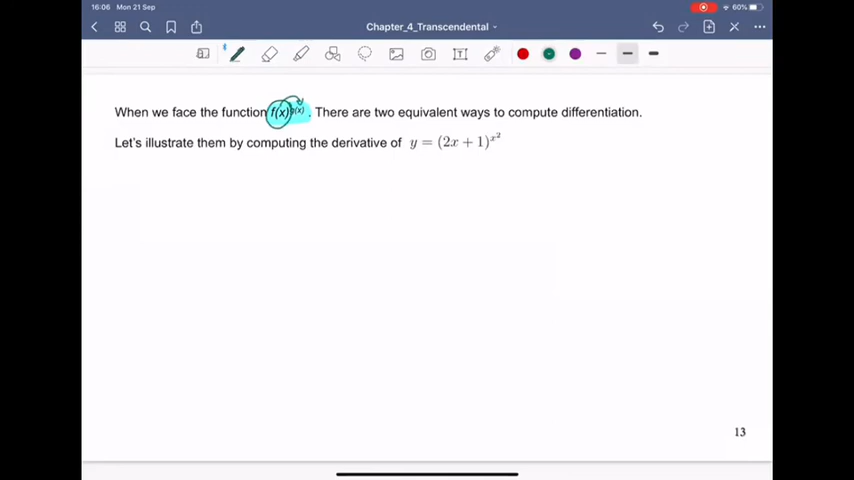 16:06 Mon 21 Sep
60%
Chapter_4_Transcendental
When we face the function f(x)^g(x). There are two equivalent ways to compute differentiation.
Let's illustrate them by computing the derivative of y = (2x + 1)^x²
13